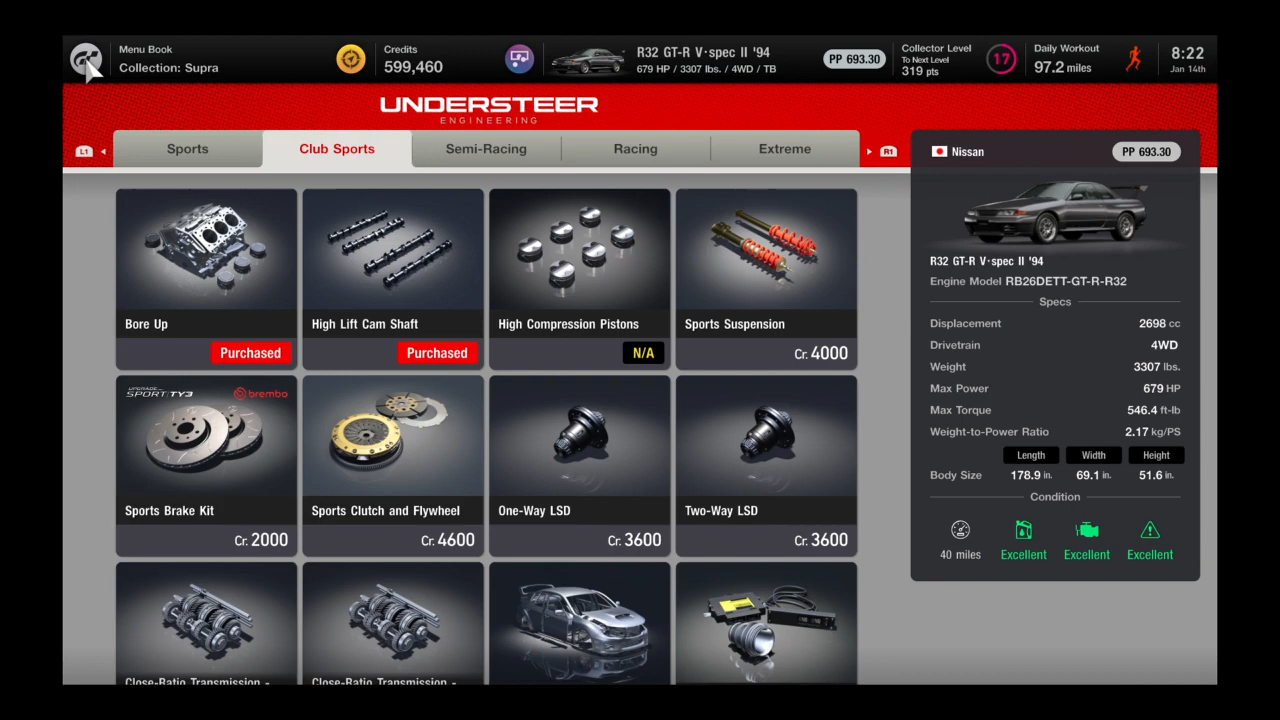 Menu Book
Collection: Supra
Credits
599,460
R32 GT-R V·spec II '94
679 HP / 3307 lbs. / 4WD / TB
PP 693.30
Collector Level
To Next Level
319 pts
17
Daily Workout
97.2 miles
8:22
Jan 14th
UNDERSTEER
ENGINEERING
L1
Sports
Club Sports
Semi-Racing
Racing
Extreme
R1
Bore Up
Purchased
High Lift Cam Shaft
Purchased
High Compression Pistons
N/A
Sports Suspension
Cr. 4000
UPGRADE
SPORT|TY3
brembo
Sports Brake Kit
Cr. 2000
Sports Clutch and Flywheel
Cr. 4600
One-Way LSD
Cr. 3600
Two-Way LSD
Cr. 3600
Close-Ratio Transmission -
Close-Ratio Transmission -
Nissan
PP 693.30
R32 GT-R V·spec II '94
Engine Model RB26DETT-GT-R-R32
Specs
Displacement 2698 cc
Drivetrain 4WD
Weight 3307 lbs.
Max Power 679 HP
Max Torque 546.4 ft-lb
Weight-to-Power Ratio 2.17 kg/PS
Length Width Height
Body Size 178.9 in. 69.1 in. 51.6 in.
Condition
40 miles Excellent Excellent Excellent